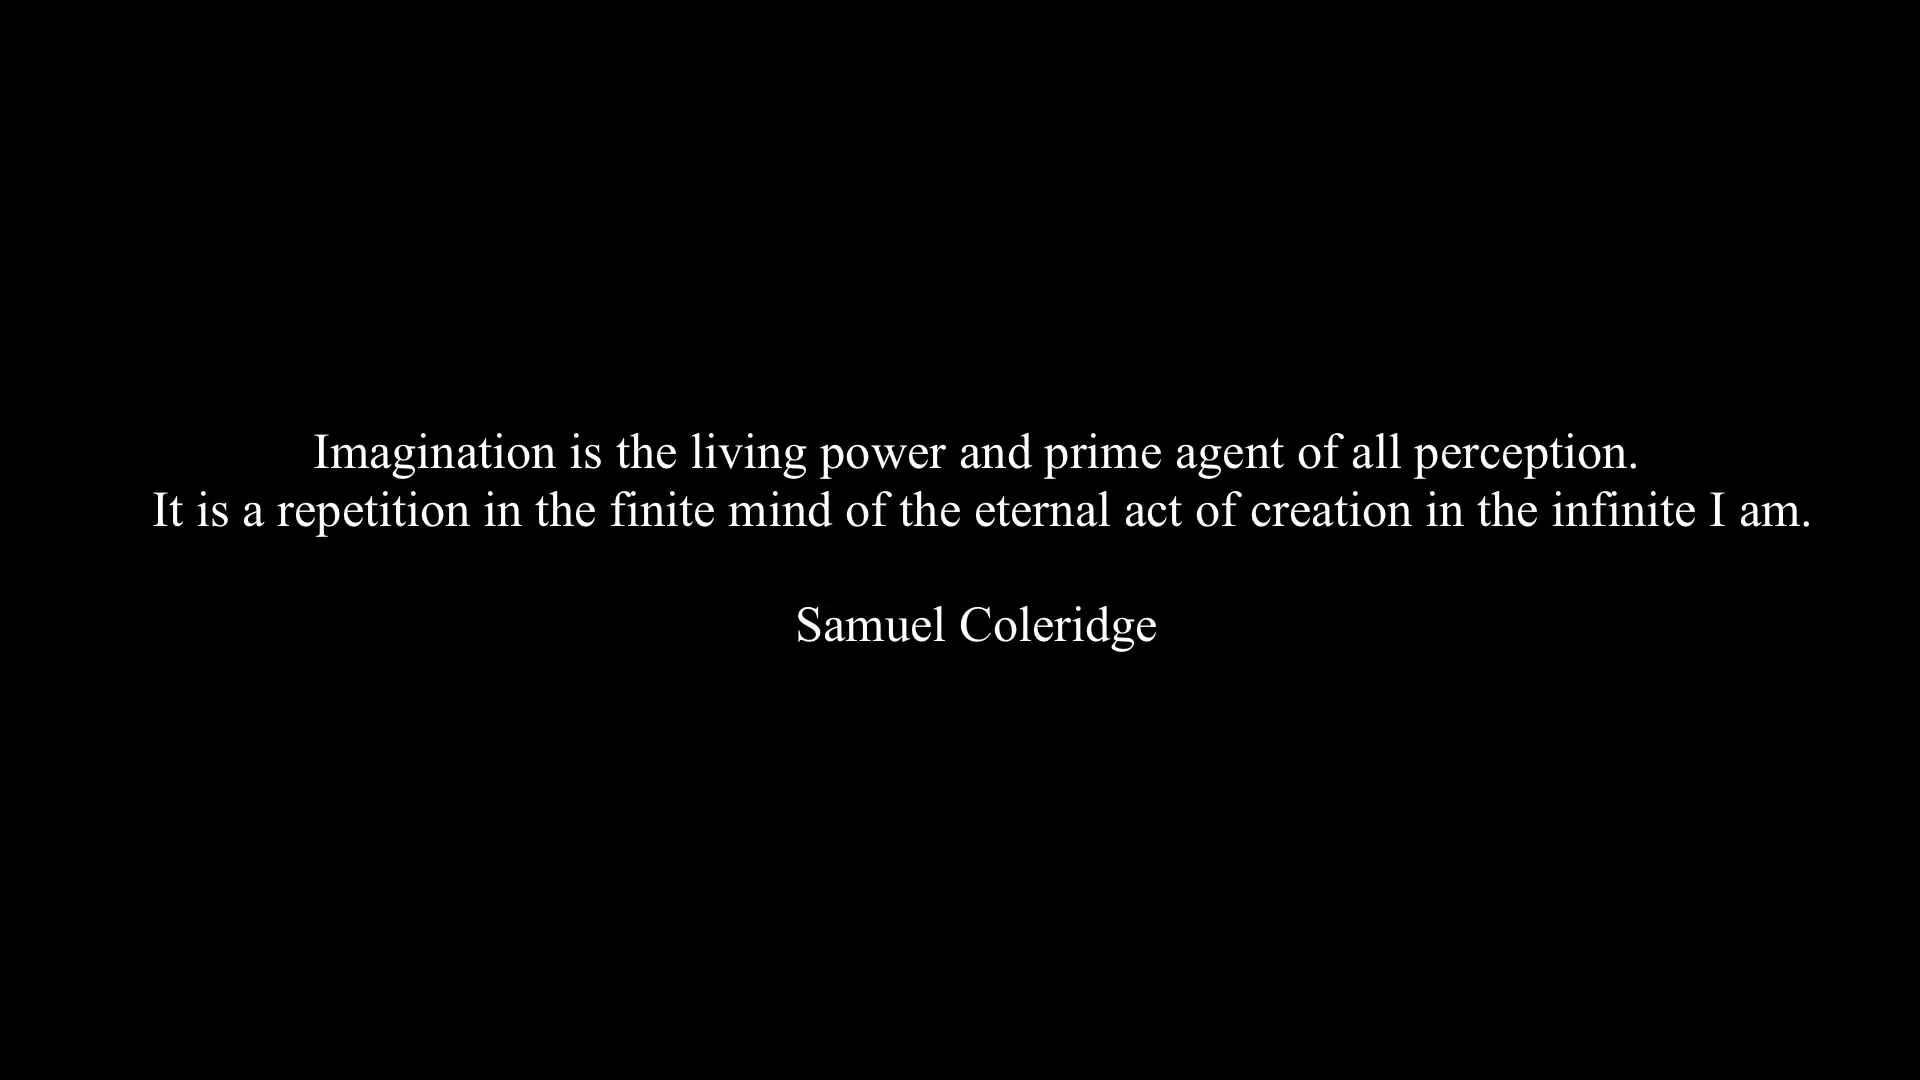 Imagination is the living power and prime agent of all perception.
It is a repetition in the finite mind of the eternal act of creation in the infinite I am.
Samuel Coleridge